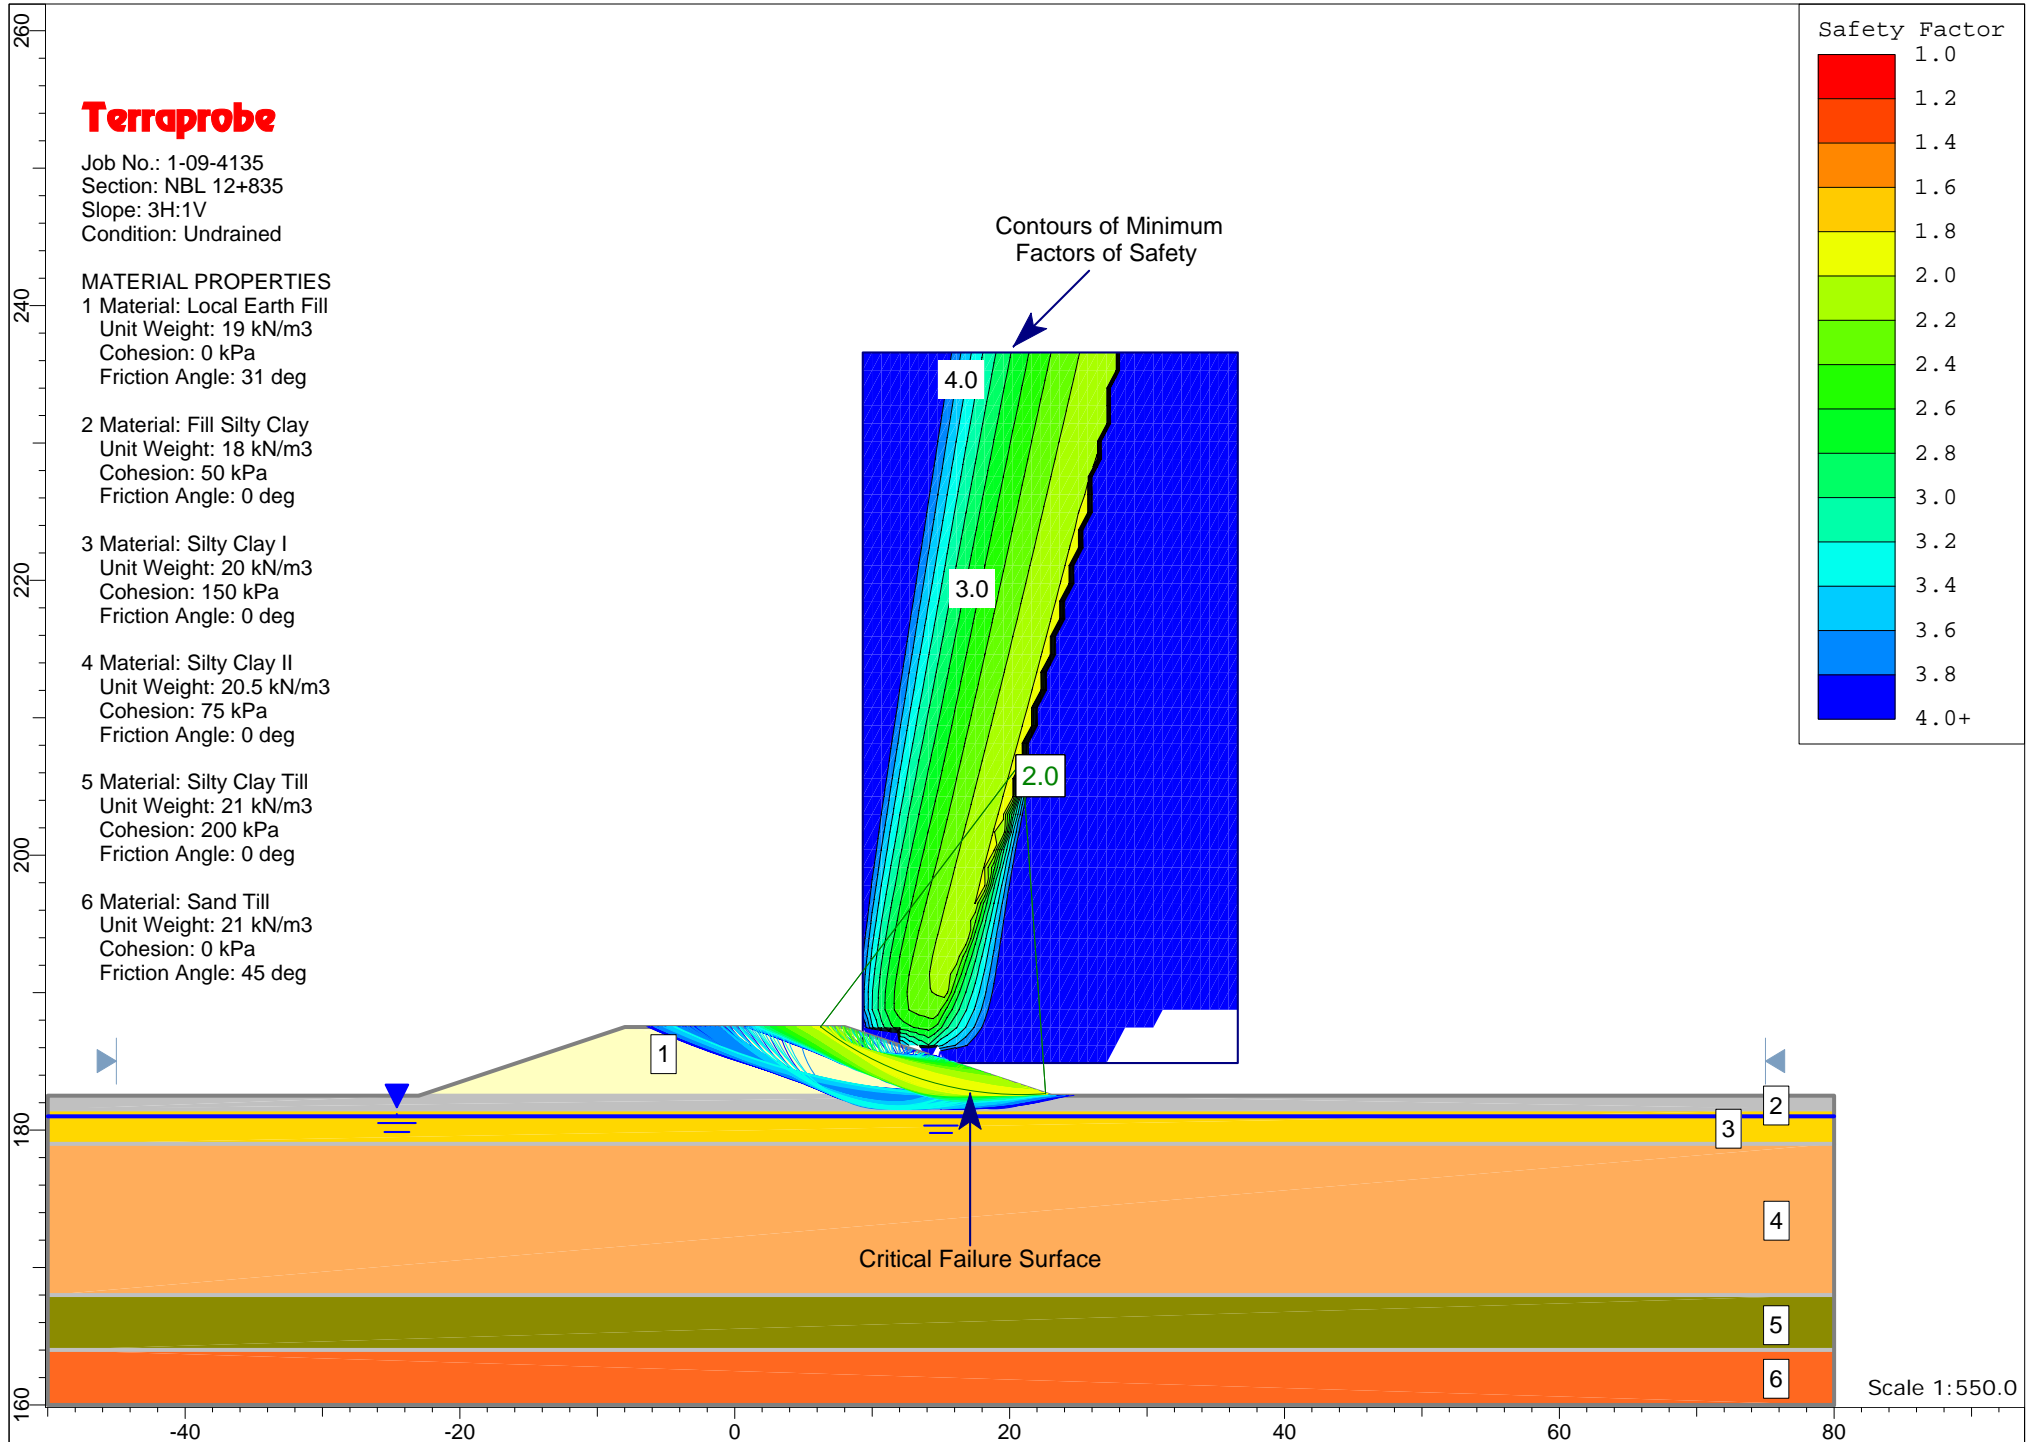 Terraprobe
Job No.: 1-09-4135
Section: NBL 12+835
Slope: 3H:1V
Condition: Undrained
MATERIAL PROPERTIES
1 Material: Local Earth Fill
Unit Weight: 19 kN/m3
Cohesion: 0 kPa
Friction Angle: 31 deg
2 Material: Fill Silty Clay
Unit Weight: 18 kN/m3
Cohesion: 50 kPa
Friction Angle: 0 deg
3 Material: Silty Clay I
Unit Weight: 20 kN/m3
Cohesion: 150 kPa
Friction Angle: 0 deg
4 Material: Silty Clay II
Unit Weight: 20.5 kN/m3
Cohesion: 75 kPa
Friction Angle: 0 deg
5 Material: Silty Clay Till
Unit Weight: 21 kN/m3
Cohesion: 200 kPa
Friction Angle: 0 deg
6 Material: Sand Till
Unit Weight: 21 kN/m3
Cohesion: 0 kPa
Friction Angle: 45 deg
Contours of Minimum
Factors of Safety
4.0
3.0
2.0
Safety Factor
1.0
1.2
1.4
1.6
1.8
2.0
2.2
2.4
2.6
2.8
3.0
3.2
3.4
3.6
3.8
4.0+
1
2
3
4
5
6
Critical Failure Surface
Scale 1:550.0
260
240
220
200
180
160
-40
-20
0
20
40
60
80